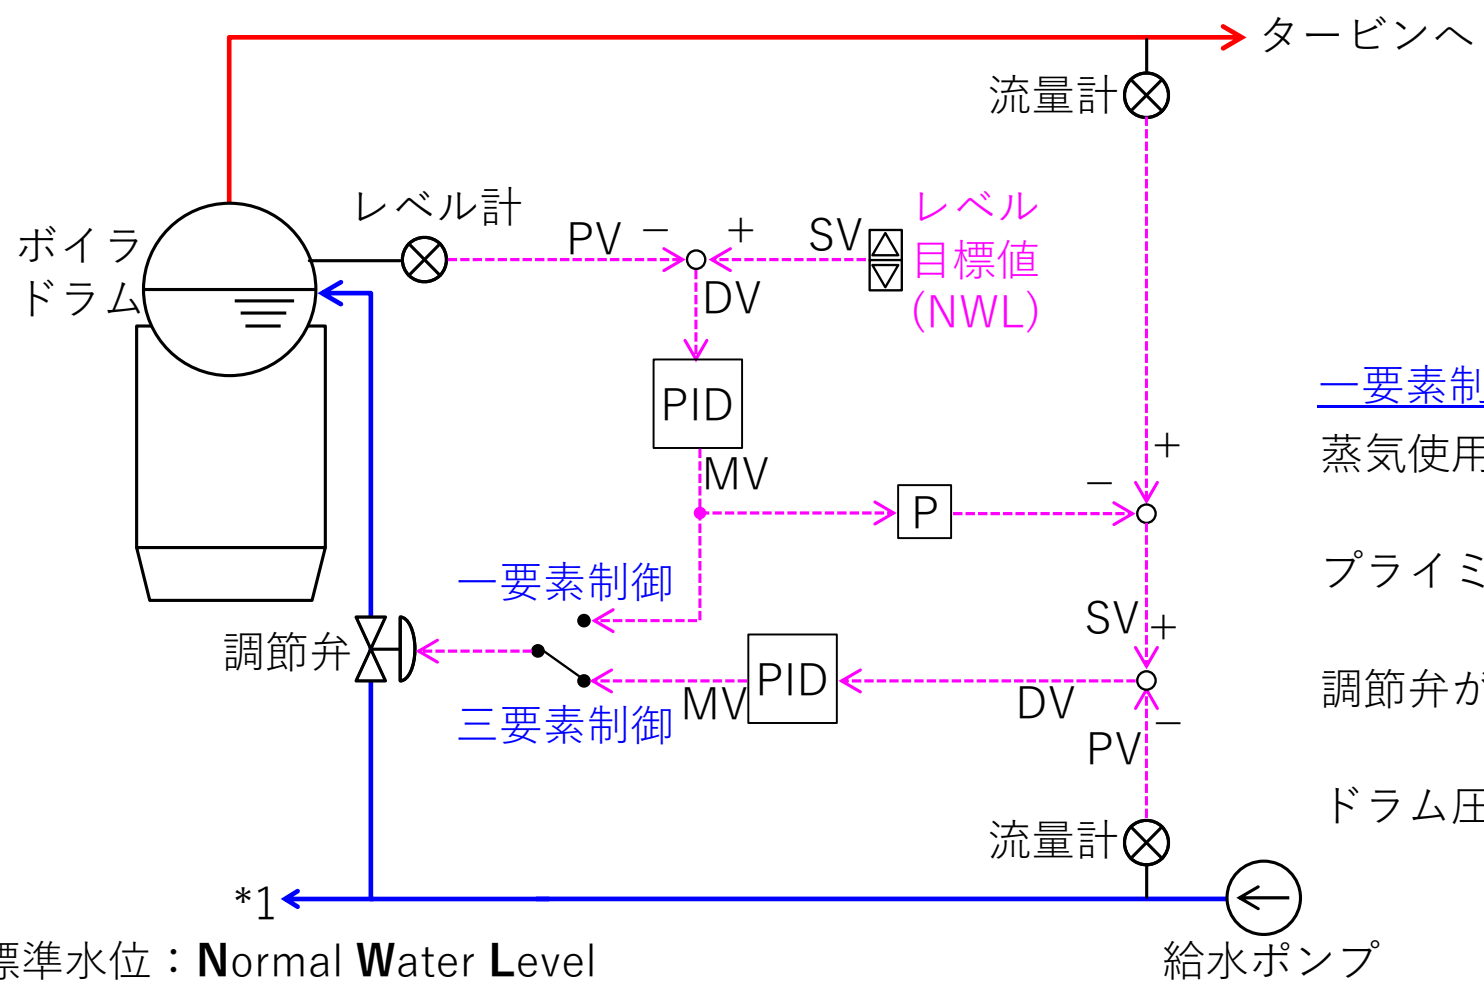 タービンへ
流量計
レベル計
PV
−
+
SV
レベル
目標値
(NWL)
ボイラ
ドラム
DV
PID
MV
P
−
+
一要素制
蒸気使用
プライミ
調節弁が
ドラム圧
一要素制御
三要素制御
調節弁
MV
PID
DV
SV
+
−
PV
流量計
*1
給水ポンプ
標準水位：Normal Water Level